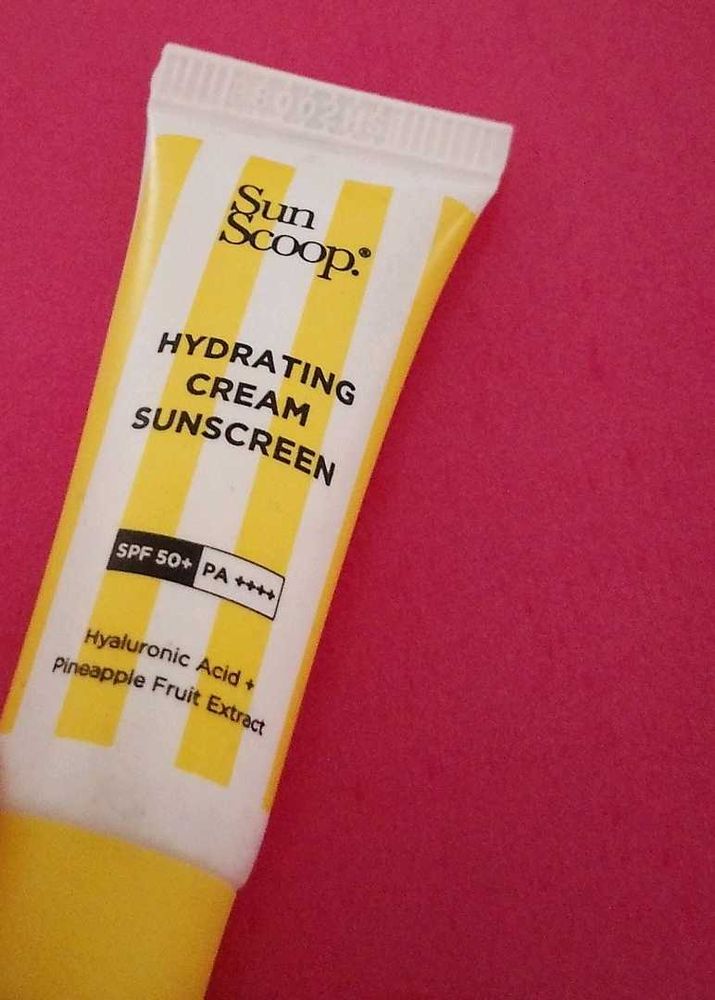 Sun
Scoop.®
HYDRATING
CREAM
SUNSCREEN
SPF 50+ PA ++++
Hyaluronic Acid +
Pineapple Fruit Extract